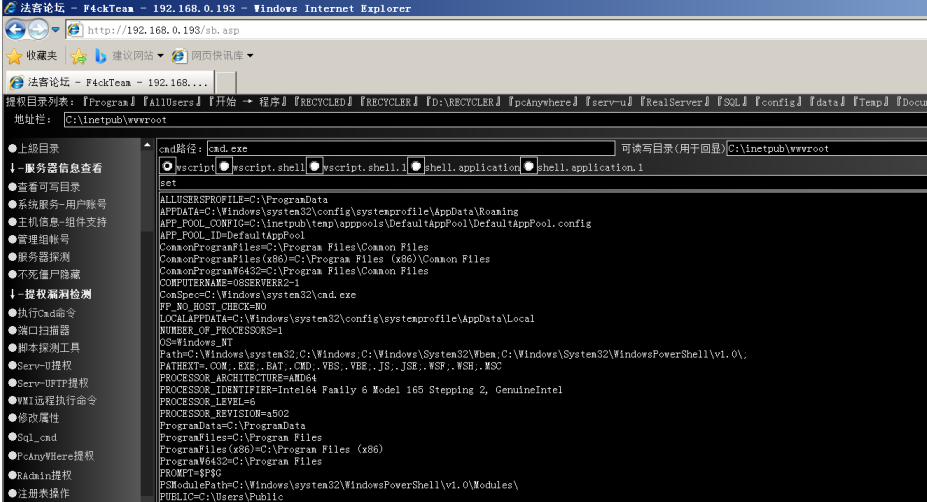 法客论坛 - F4ckTeam - 192.168.0.193 - Windows Internet Explorer
http://192.168.0.193/sb.asp
收藏夹 建议网站 网页快讯库
法客论坛 - F4ckTeam - 192.168....
提权目录列表: 『Program』『AllUsers』『开始 → 程序』『RECYCLED』『RECYCLER』『D:\RECYCLER』『pcAnywhere』『serv-u』『RealServer』『SQL』『config』『data』『Temp』『Docu
地址栏: C:\inetpub\wwwroot
●上级目录
↓-服务器信息查看
●查看可写目录
●系统服务-用户账号
●主机信息-组件支持
●管理组帐号
●服务器探测
●不死僵尸隐藏
↓-提权漏洞检测
●执行Cmd命令
●端口扫描器
●脚本探测工具
●Serv-U提权
●Serv-UFTP提权
●WMI远程执行命令
●修改属性
●Sql_cmd
●PcAnyWHere提权
●RAdmin提权
●注册表操作
cmd路径: cmd.exe 可读写目录(用于回显) C:\inetpub\wwwroot
wscript wscript.shell wscript.shell.1 shell.application shell.application.1
set
ALLUSERSPROFILE=C:\ProgramData
APPDATA=C:\Windows\system32\config\systemprofile\AppData\Roaming
APP_POOL_CONFIG=C:\inetpub\temp\apppools\DefaultAppPool\DefaultAppPool.config
APP_POOL_ID=DefaultAppPool
CommonProgramFiles=C:\Program Files\Common Files
CommonProgramFiles(x86)=C:\Program Files (x86)\Common Files
CommonProgramW6432=C:\Program Files\Common Files
COMPUTERNAME=08SERVERR2-1
ComSpec=C:\Windows\system32\cmd.exe
FP_NO_HOST_CHECK=NO
LOCALAPPDATA=C:\Windows\system32\config\systemprofile\AppData\Local
NUMBER_OF_PROCESSORS=1
OS=Windows_NT
Path=C:\Windows\system32;C:\Windows;C:\Windows\System32\Wbem;C:\Windows\System32\WindowsPowerShell\v1.0\;
PATHEXT=.COM;.EXE;.BAT;.CMD;.VBS;.VBE;.JS;.JSE;.WSF;.WSH;.MSC
PROCESSOR_ARCHITECTURE=AMD64
PROCESSOR_IDENTIFIER=Intel64 Family 6 Model 165 Stepping 2, GenuineIntel
PROCESSOR_LEVEL=6
PROCESSOR_REVISION=a502
ProgramData=C:\ProgramData
ProgramFiles=C:\Program Files
ProgramFiles(x86)=C:\Program Files (x86)
ProgramW6432=C:\Program Files
PROMPT=$P$G
PSModulePath=C:\Windows\system32\WindowsPowerShell\v1.0\Modules\
PUBLIC=C:\Users\Public